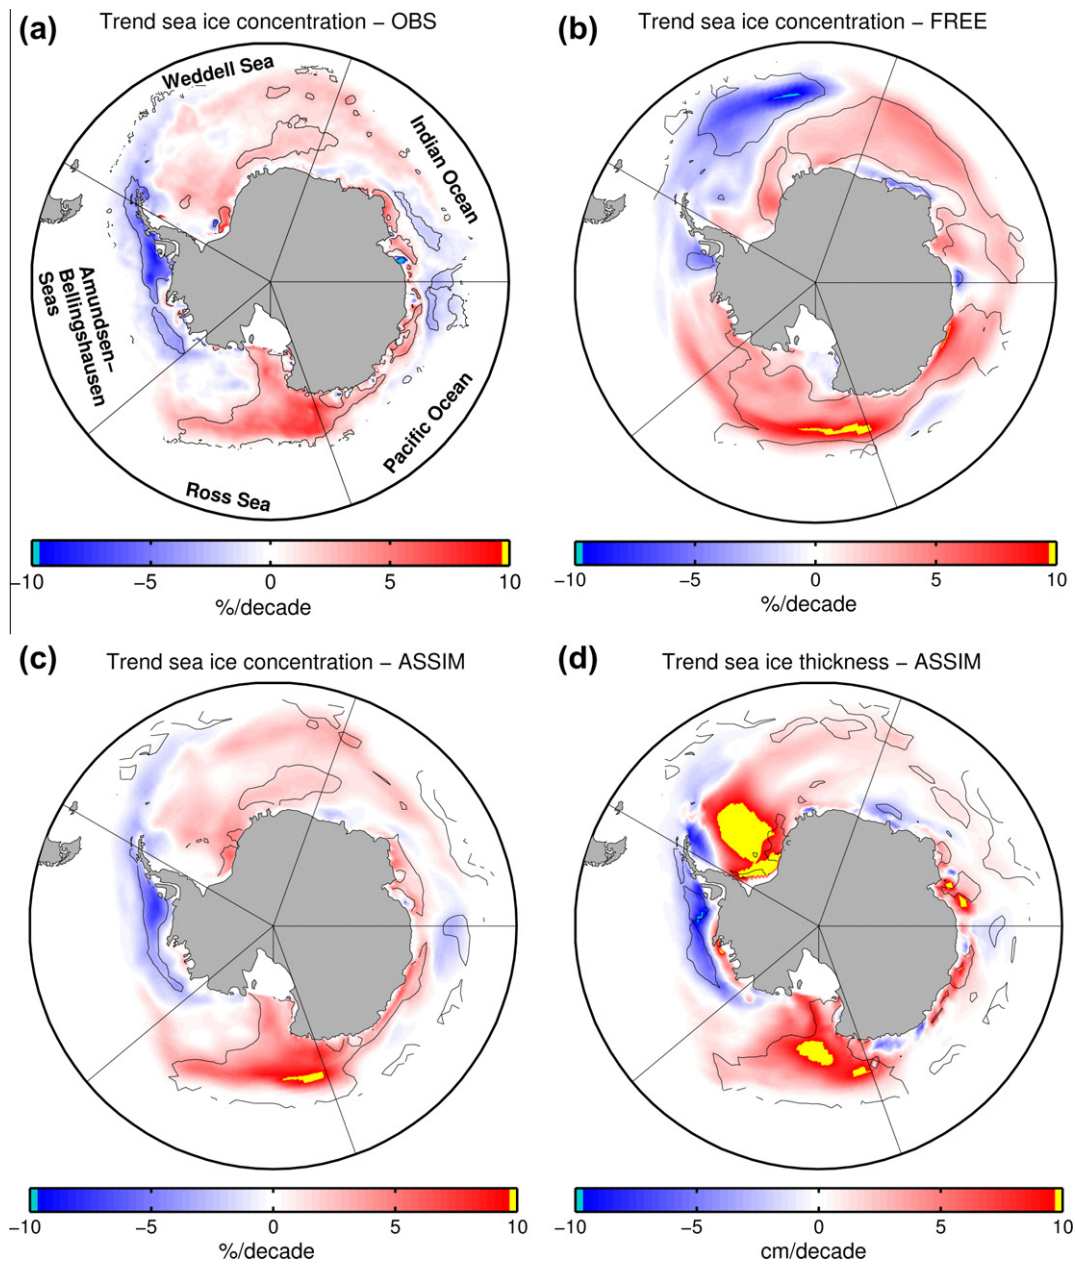 (a) Trend sea ice concentration – OBS
Weddell Sea
Indian Ocean
Amundsen–
Bellingshausen
Seas
Pacific Ocean
Ross Sea
−10 −5 0 5 10
%/decade
(b) Trend sea ice concentration – FREE
−10 −5 0 5 10
%/decade
(c) Trend sea ice concentration – ASSIM
−10 −5 0 5 10
%/decade
(d) Trend sea ice thickness – ASSIM
−10 −5 0 5 10
cm/decade